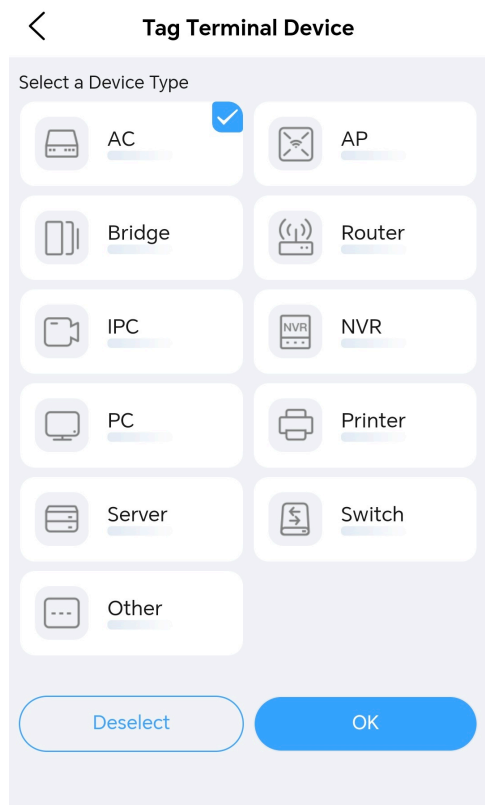 Tag Terminal Device
Select a Device Type
AC
AP
Bridge
Router
IPC
NVR
NVR
PC
Printer
Server
Switch
Other
Deselect
OK